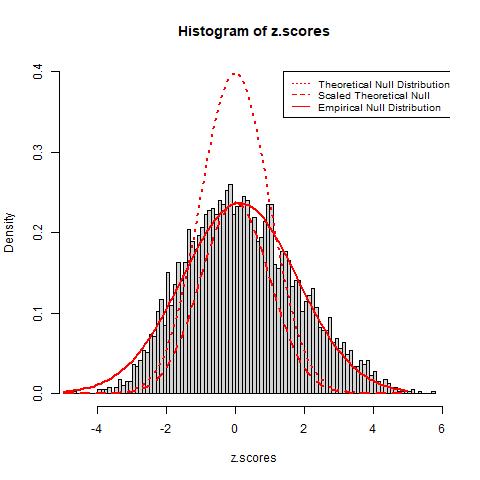 Histogram of z.scores
Theoretical Null Distribution
Scaled Theoretical Null
Empirical Null Distribution
Density
0.4
0.3
0.2
0.1
0.0
-4 -2 0 2 4 6
z.scores